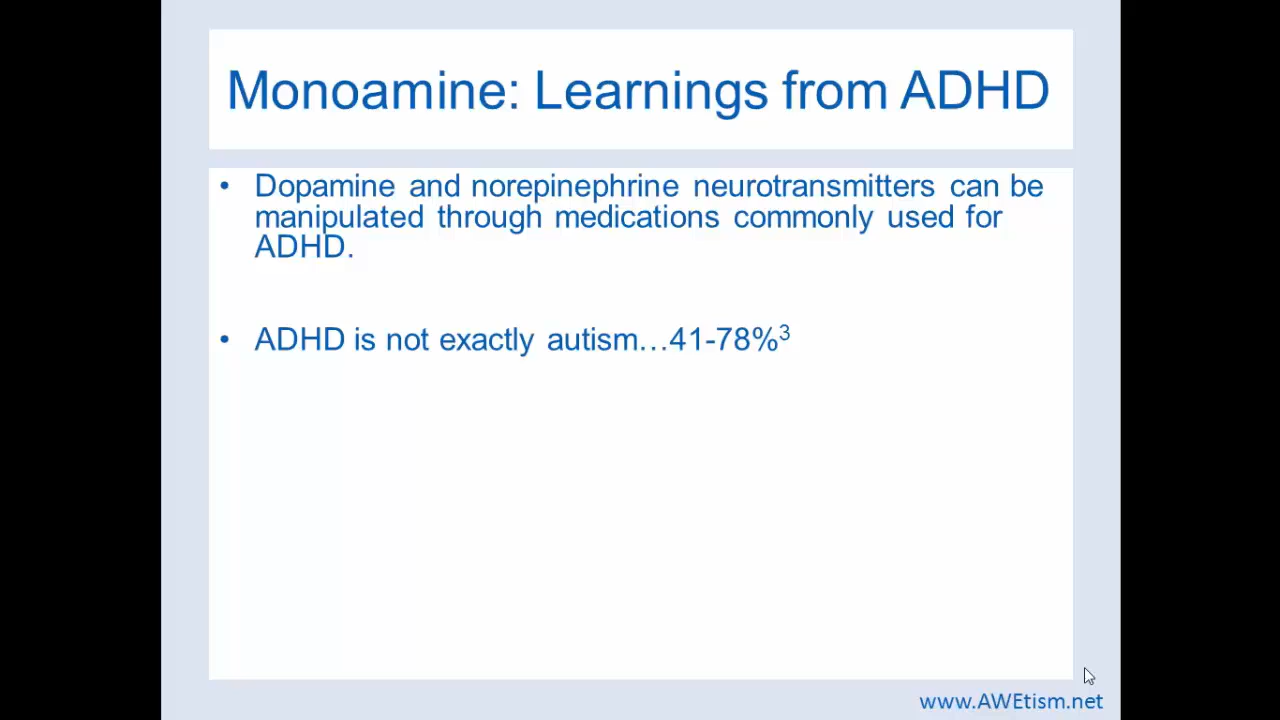 Monoamine: Learnings from ADHD
• Dopamine and norepinephrine neurotransmitters can be
manipulated through medications commonly used for
ADHD.
• ADHD is not exactly autism…41-78%³
www.AWEtism.net